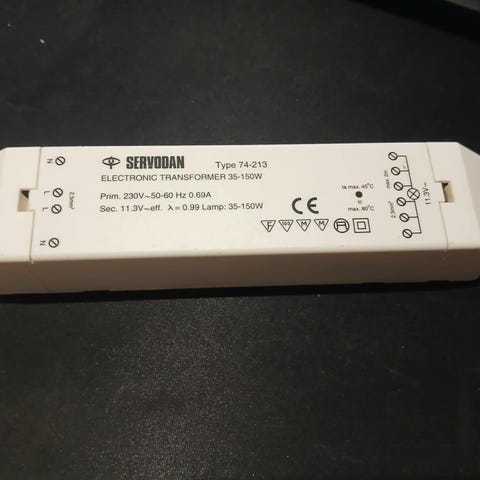 SERVODAN Type 74-213
ELECTRONIC TRANSFORMER 35-150W
Prim. 230V~50-60 Hz 0.69A
Sec. 11.3V~eff. λ = 0.99 Lamp: 35-150W
CE
F 105 M M
N
L
L
N
2,5mm²
ta max. 45°C
tc
max. 80°C
max 2m
2,5mm²
11.3V~